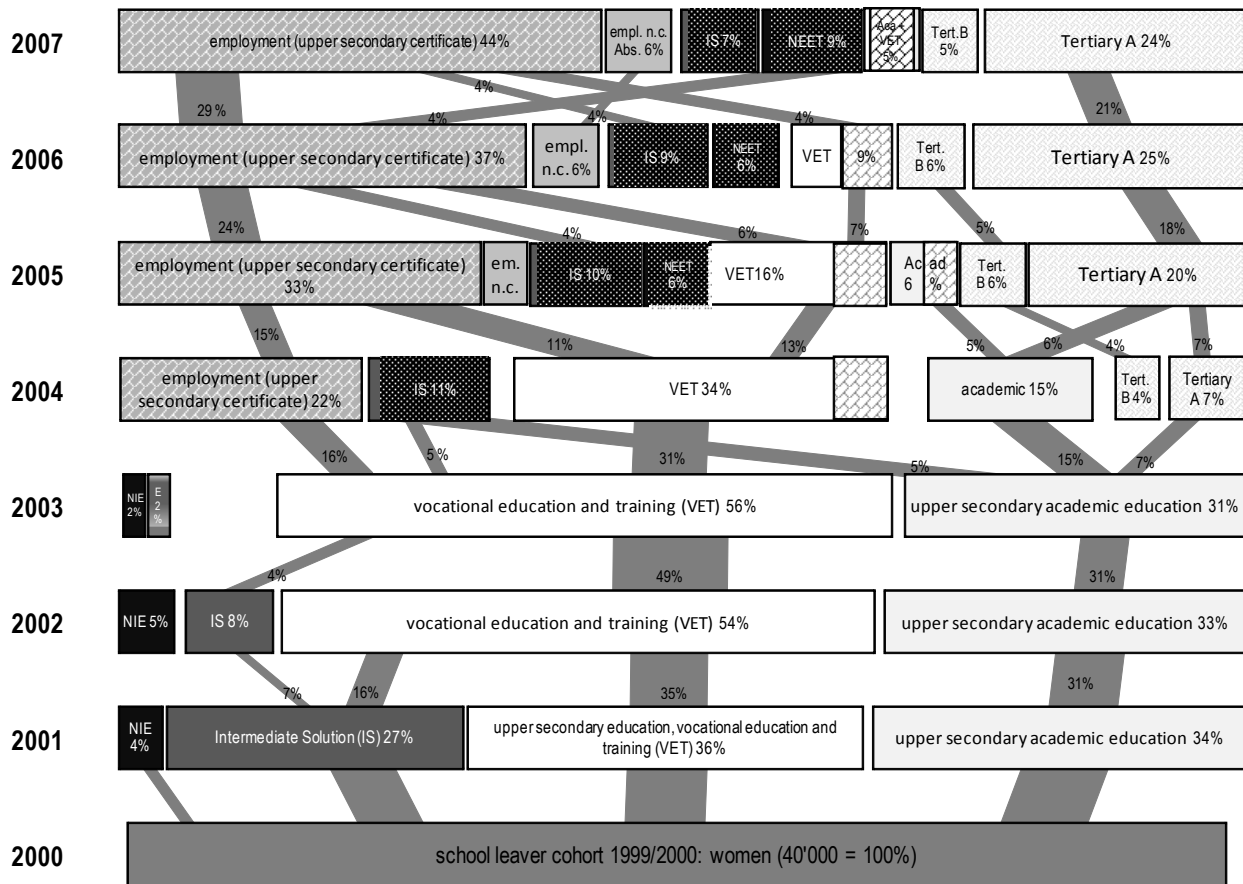 2007
employment (upper secondary certificate) 44%
empl. n.c.
Abs. 6%
IS 7%
NEET 9%
Aca +
VET
5%
Tert.B
5%
Tertiary A 24%
29 %
4%
4%
4%
4%
21%
2006
employment (upper secondary certificate) 37%
empl.
n.c. 6%
IS 9%
NEET
6%
VET
9%
Tert.
B 6%
Tertiary A 25%
24%
4%
6%
7%
5%
18%
2005
employment (upper secondary certificate)
33%
em.
n.c.
IS 10%
NEET
6%
VET16%
Ac ad
6 %
Tert.
B 6%
Tertiary A 20%
15%
11%
13%
5%
6%
4%
7%
2004
employment (upper
secondary certificate) 22%
IS 11%
VET 34%
academic 15%
Tert.
B 4%
Tertiary
A 7%
16%
5 %
31%
5%
15%
7%
2003
NIE
2%
E
2
%
vocational education and training (VET) 56%
upper secondary academic education 31%
4%
49%
31%
2002
NIE 5%
IS 8%
vocational education and training (VET) 54%
upper secondary academic education 33%
7%
16%
35%
31%
2001
NIE
4%
Intermediate Solution (IS) 27%
upper secondary education, vocational education and
training (VET) 36%
upper secondary academic education 34%
2000
school leaver cohort 1999/2000: women (40'000 = 100%)